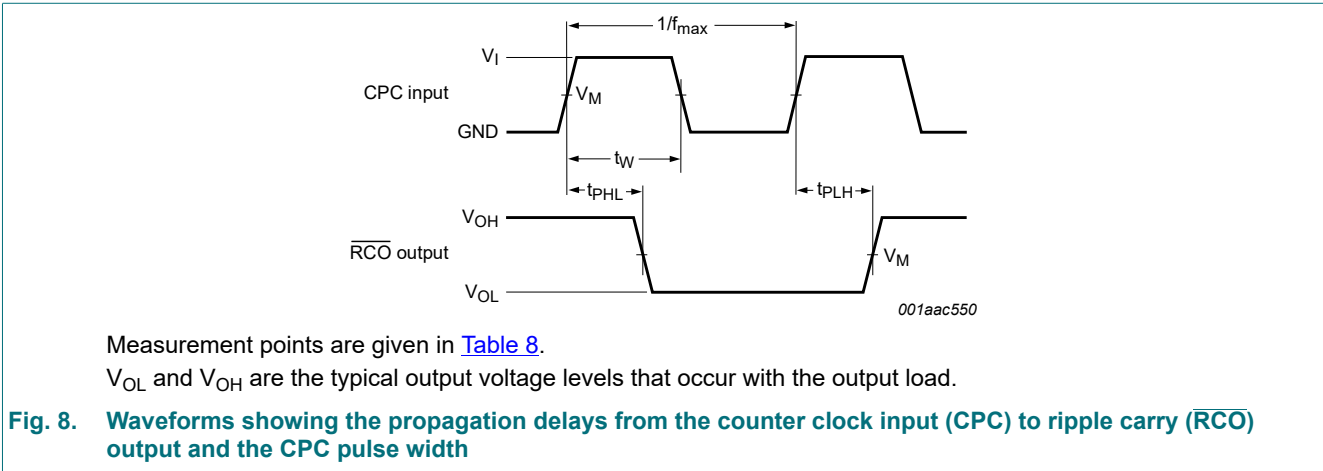 1/fmax
VI
CPC input
VM
GND
tW
tPHL
tPLH
VOH
RCO output
VM
VOL
001aac550
Measurement points are given in Table 8.
VOL and VOH are the typical output voltage levels that occur with the output load.
Fig. 8. Waveforms showing the propagation delays from the counter clock input (CPC) to ripple carry (RCO)
output and the CPC pulse width